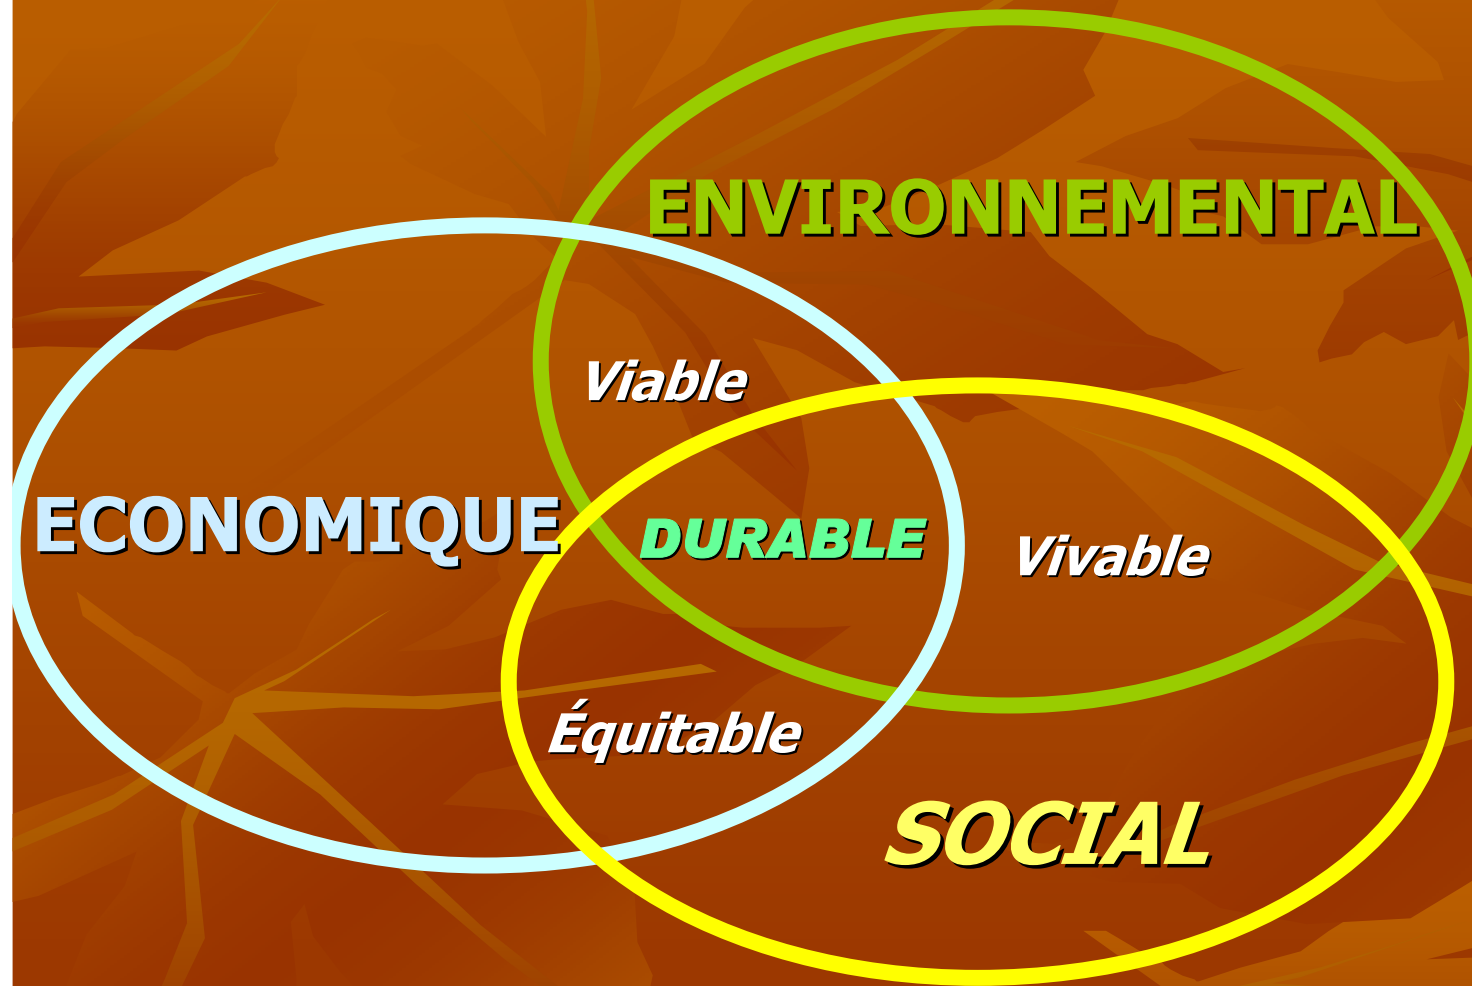 ENVIRONNEMENTAL
Viable
ECONOMIQUE
DURABLE
Vivable
Équitable
SOCIAL